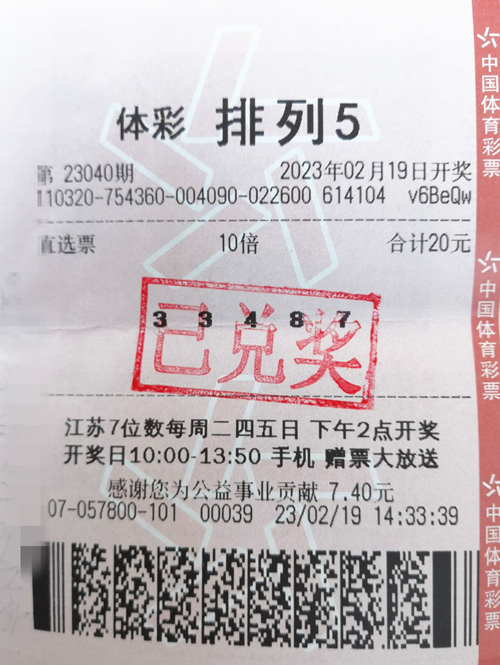 体彩 排列5
第 23040期 2023年02月19日开奖
110320-754360-004090-022600 614104 v6BeQw
直选票 10倍 合计20元
3 3 4 8 7
已兑奖
江苏7位数每周二四五日 下午2点开奖
开奖日10:00-13:50 手机 赠票大放送
感谢您为公益事业贡献 7.40元
07-057800-101 00039 23/02/19 14:33:39
中国体育彩票
中国体育彩票
中国体育彩票